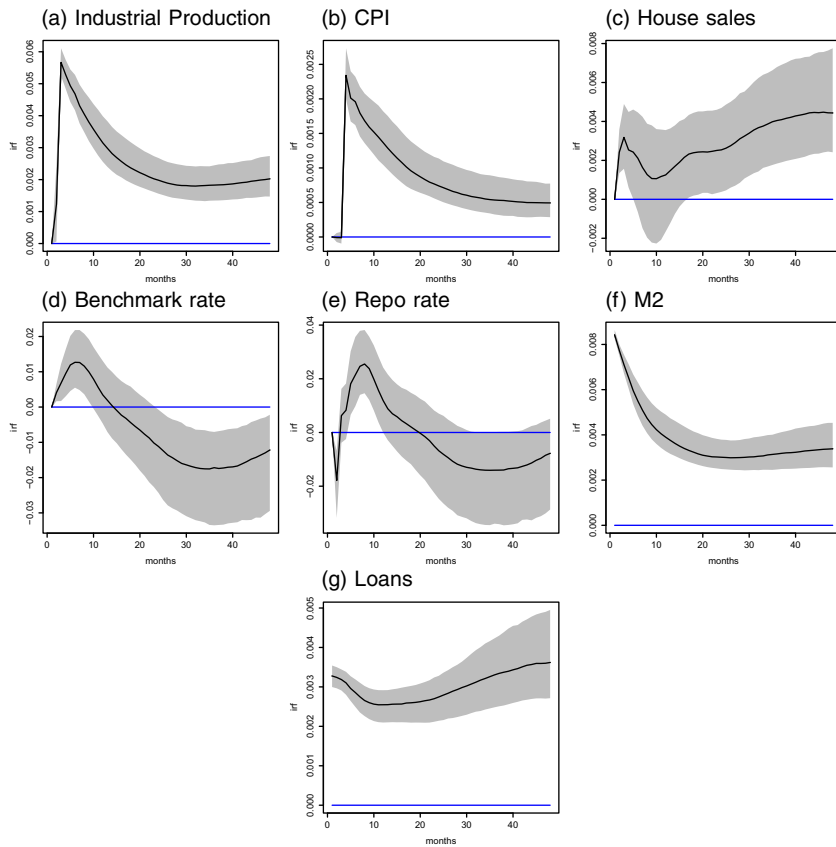 (a) Industrial Production
0.006
0.005
0.004
0.003
0.002
0.001
0.000
irf
0 10 20 30 40
months
(b) CPI
0.0025
0.0020
0.0015
0.0010
0.0005
0.0000
irf
0 10 20 30 40
months
(c) House sales
0.008
0.006
0.004
0.002
0.000
−0.002
irf
0 10 20 30 40
months
(d) Benchmark rate
0.02
0.01
0.00
−0.01
−0.03
irf
0 10 20 30 40
months
(e) Repo rate
0.04
0.02
0.00
−0.02
irf
0 10 20 30 40
months
(f) M2
0.008
0.006
0.004
0.002
0.000
irf
0 10 20 30 40
months
(g) Loans
0.005
0.004
0.003
0.002
0.001
0.000
irf
0 10 20 30 40
months